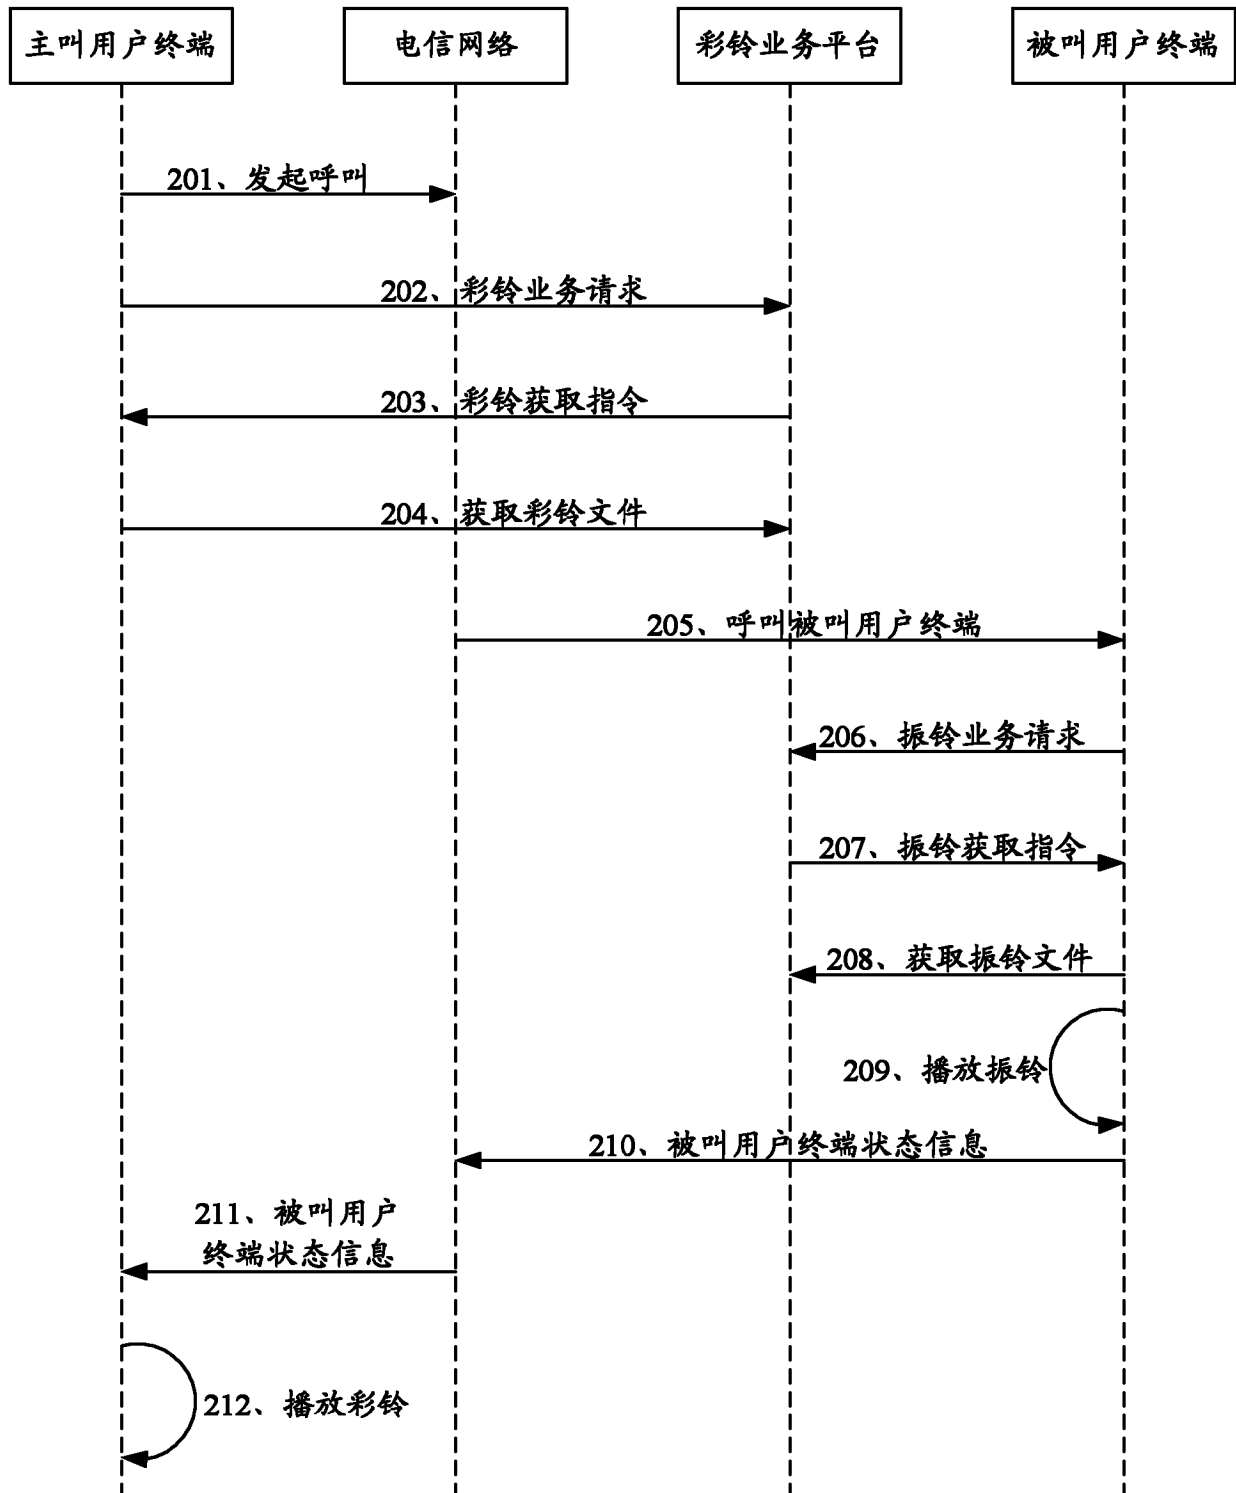 主叫用户终端
电信网络
彩铃业务平台
被叫用户终端
201、发起呼叫
202、彩铃业务请求
203、彩铃获取指令
204、获取彩铃文件
205、呼叫被叫用户终端
206、振铃业务请求
207、振铃获取指令
208、获取振铃文件
209、播放振铃
210、被叫用户终端状态信息
211、被叫用户
终端状态信息
212、播放彩铃